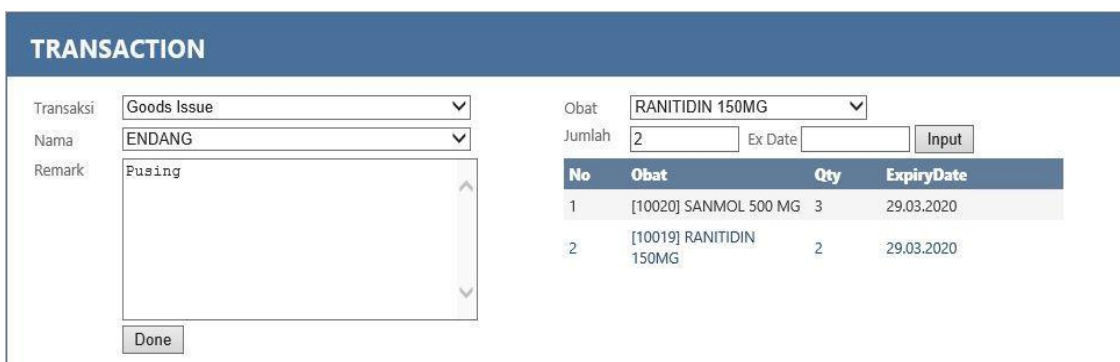 TRANSACTION
Transaksi Goods Issue
Nama ENDANG
Remark Pusing
Done
Obat RANITIDIN 150MG
Jumlah 2 Ex Date Input
No Obat Qty ExpiryDate
1 [10020] SANMOL 500 MG 3 29.03.2020
2 [10019] RANITIDIN 150MG 2 29.03.2020